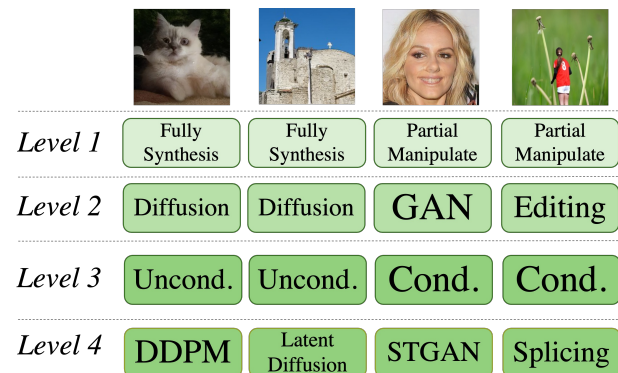 Level 1
Fully
Synthesis
Fully
Synthesis
Partial
Manipulate
Partial
Manipulate
Level 2
Diffusion
Diffusion
GAN
Editing
Level 3
Uncond.
Uncond.
Cond.
Cond.
Level 4
DDPM
Latent
Diffusion
STGAN
Splicing